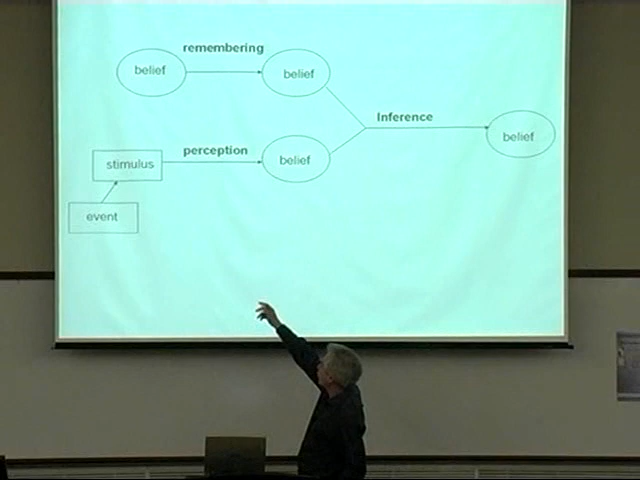 remembering
belief
belief
Inference
belief
perception
stimulus
belief
event